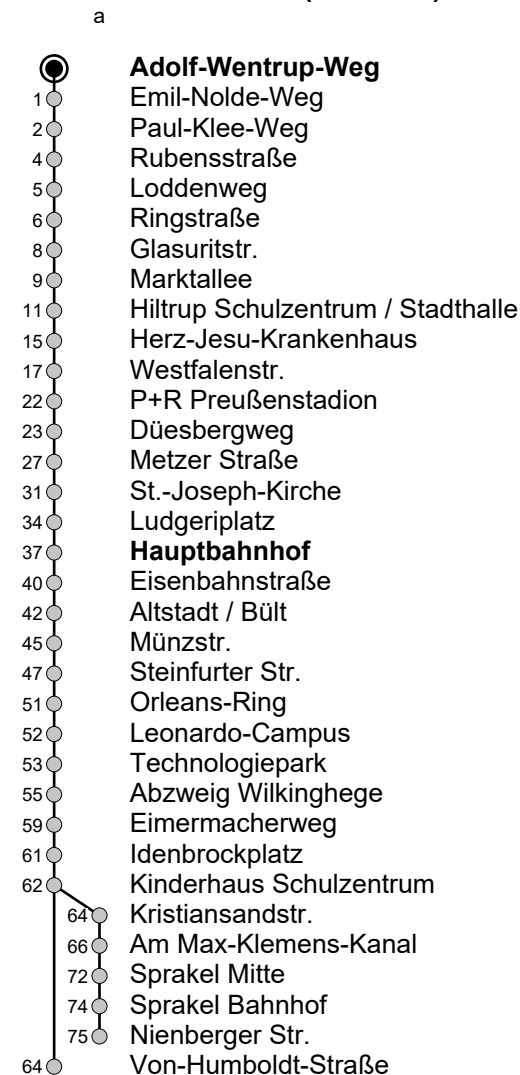 a
Adolf-Wentrup-Weg
1 Emil-Nolde-Weg
2 Paul-Klee-Weg
4 Rubensstraße
5 Loddenweg
6 Ringstraße
8 Glasuritstr.
9 Marktallee
11 Hiltrup Schulzentrum / Stadthalle
15 Herz-Jesu-Krankenhaus
17 Westfalenstr.
22 P+R Preußenstadion
23 Düesbergweg
27 Metzer Straße
31 St.-Joseph-Kirche
34 Ludgeriplatz
37 Hauptbahnhof
40 Eisenbahnstraße
42 Altstadt / Bült
45 Münzstr.
47 Steinfurter Str.
51 Orleans-Ring
52 Leonardo-Campus
53 Technologiepark
55 Abzweig Wilkinghege
59 Eimermacherweg
61 Idenbrockplatz
62 Kinderhaus Schulzentrum
64 Kristiansandstr.
66 Am Max-Klemens-Kanal
72 Sprakel Mitte
74 Sprakel Bahnhof
75 Nienberger Str.
64 Von-Humboldt-Straße